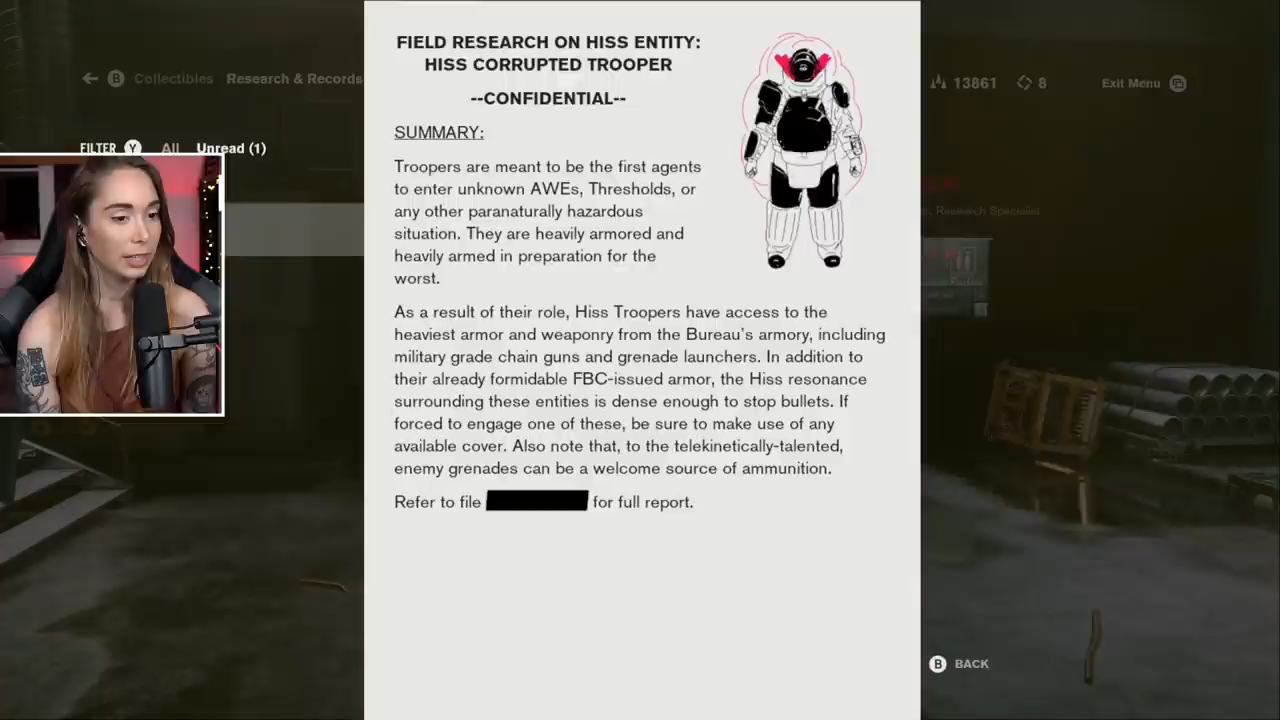 FIELD RESEARCH ON HISS ENTITY:
HISS CORRUPTED TROOPER
--CONFIDENTIAL--
SUMMARY:
Troopers are meant to be the first agents
to enter unknown AWEs, Thresholds, or
any other paranaturally hazardous
situation. They are heavily armored and
heavily armed in preparation for the
worst.
As a result of their role, Hiss Troopers have access to the
heaviest armor and weaponry from the Bureau's armory, including
military grade chain guns and grenade launchers. In addition to
their already formidable FBC-issued armor, the Hiss resonance
surrounding these entities is dense enough to stop bullets. If
forced to engage one of these, be sure to make use of any
available cover. Also note that, to the telekinetically-talented,
enemy grenades can be a welcome source of ammunition.
Refer to file
for full report.
B Collectibles Research & Records
13861
8
Exit Menu
FILTER Y All Unread (1)
Research Specialist
B BACK